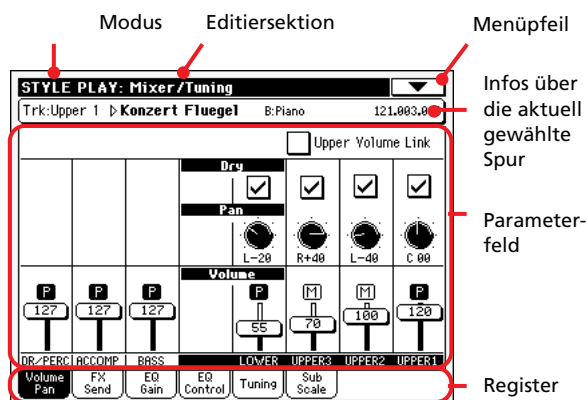 Modus Editiersektion Menüpfeil
STYLE PLAY: Mixer/Tuning
Trk:Upper 1 Konzert Fluegel B:Piano
Infos über
die aktuell
gewählte
Spur
Upper Volume Link
Dry
Pan
L-20 R+40 L-40 C 00
Parameter-
feld
Volume
P P P P M M P
127 127 127 55 70 100 120
DR/PERC ACCOMP BASS LOWER UPPER3 UPPER2 UPPER1
Volume Pan FX Send EQ Gain EQ Control Tuning Sub Scale
Register